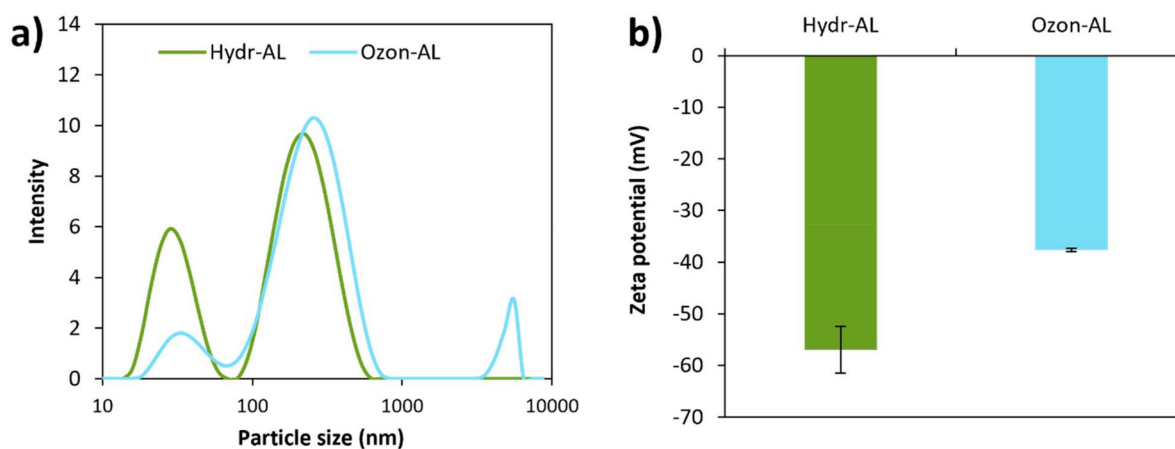 a)
14
12
10
8
6
4
2
0
Intensity
Hydr-AL Ozon-AL
10 100 1000 10000
Particle size (nm)
b)
Hydr-AL Ozon-AL
0
-10
-20
-30
-40
-50
-60
-70
Zeta potential (mV)